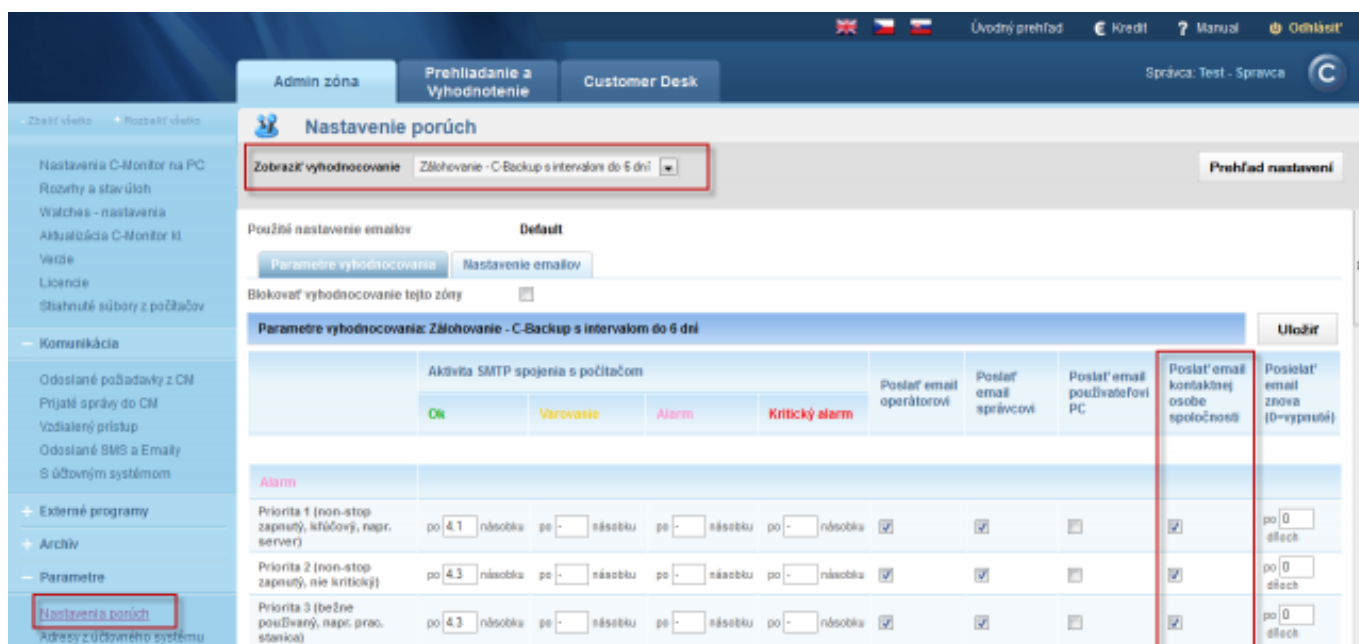 Úvodný prehľad € Kredit ? Manual Odhlásiť
Admin zóna
Prehliadanie a Vyhodnotenie
Customer Desk
Správca: Test - Spravca
- Zbaliť všetko + Rozbaliť všetko
Nastavenie porúch
Nastavenia C-Monitor na PC
Rozvrhy a stav úloh
Watches - nastavenia
Aktualizácia C-Monitor kl.
Verzie
Licencie
Stiahnuté súbory z počítačov
Komunikácia
Odoslané požiadavky z CM
Prijaté správy do CM
Vzdialený prístup
Odoslané SMS a Emaily
S účtovným systémom
Externé programy
Archív
Parametre
Nastavenia porúch
Adresy z účtovného systému
Zobraziť vyhodnocovanie Zálohovanie - C-Backup s intervalom do 6 dní
Prehľad nastavení
Použité nastavenie emailov Default
Parametre vyhodnocovania Nastavenie emailov
Blokovať vyhodnocovanie tejto zóny
Parametre vyhodnocovania: Zálohovanie - C-Backup s intervalom do 6 dní
Uložiť
Aktivita SMTP spojenia s počítačom
Ok Varovanie Alarm Kritický alarm
Poslať email operátorovi
Poslať email správcovi
Poslať email používateľovi PC
Poslať email kontaktnej osobe spoločnosti
Posielať email znova (0=vypnuté)
Alarm
Priorita 1 (non-stop zapnutý, kľúčový, napr. server)
po 4.1 násobku po - násobku po - násobku po - násobku po 0 dňoch
Priorita 2 (non-stop zapnutý, nie kritický)
po 4.3 násobku po - násobku po - násobku po - násobku po 0 dňoch
Priorita 3 (bežne používaný, napr. prac. stanica)
po 4.3 násobku po - násobku po - násobku po - násobku po 0 dňoch